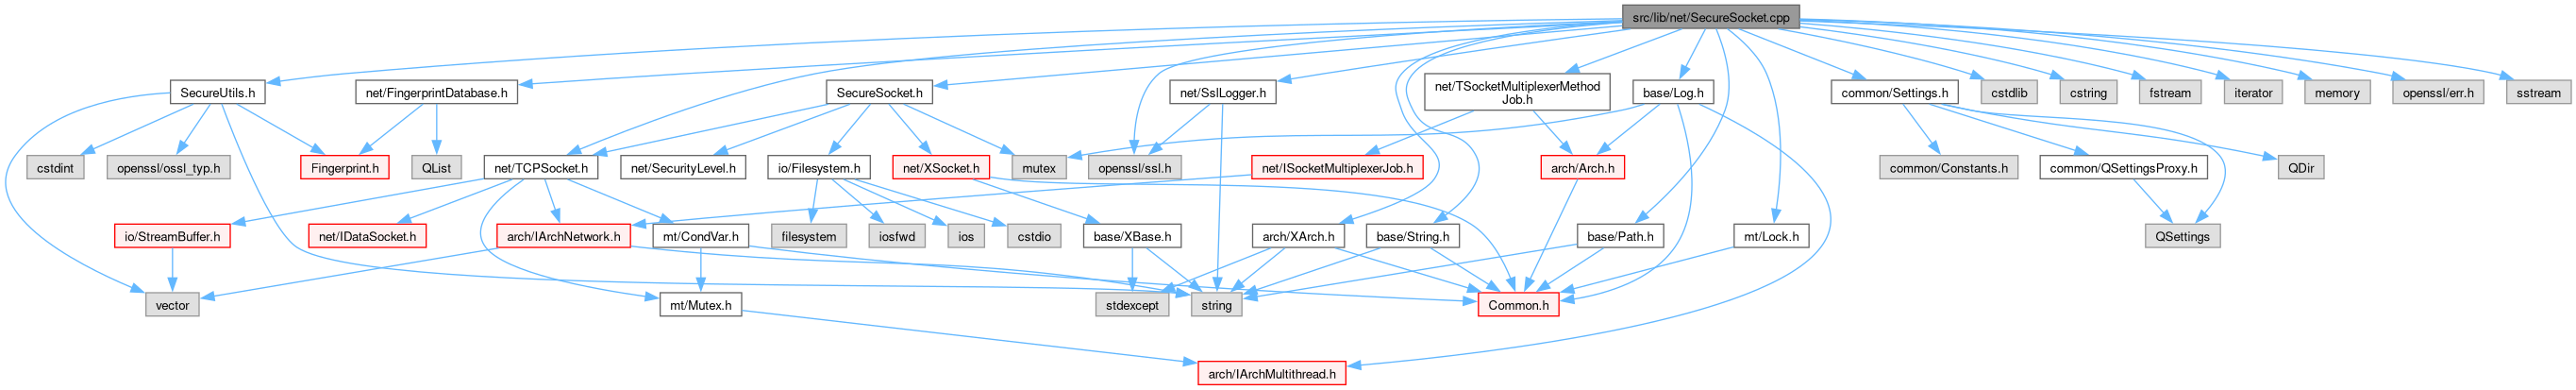 src/lib/net/SecureSocket.cpp
SecureUtils.h
net/FingerprintDatabase.h
SecureSocket.h
net/SslLogger.h
net/TSocketMultiplexerMethod
Job.h
base/Log.h
common/Settings.h
cstdlib
cstring
fstream
iterator
memory
openssl/err.h
sstream
cstdint
openssl/ossl_typ.h
Fingerprint.h
QList
net/TCPSocket.h
net/SecurityLevel.h
io/Filesystem.h
net/XSocket.h
mutex
openssl/ssl.h
net/ISocketMultiplexerJob.h
arch/Arch.h
common/Constants.h
common/QSettingsProxy.h
QDir
io/StreamBuffer.h
net/IDataSocket.h
arch/IArchNetwork.h
mt/CondVar.h
filesystem
iosfwd
ios
cstdio
base/XBase.h
arch/XArch.h
base/String.h
base/Path.h
mt/Lock.h
QSettings
vector
mt/Mutex.h
stdexcept
string
Common.h
arch/IArchMultithread.h